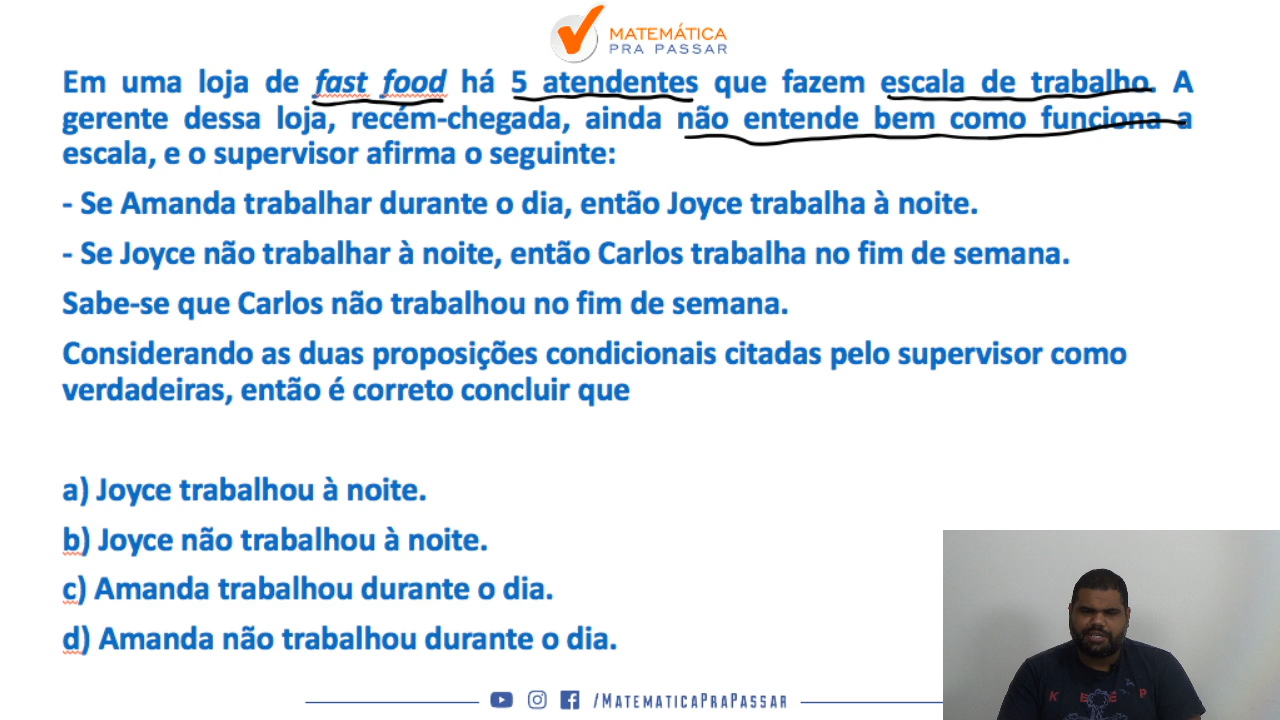 MATEMÁTICA
PRA PASSAR
Em uma loja de fast food há 5 atendentes que fazem escala de trabalho. A
gerente dessa loja, recém-chegada, ainda não entende bem como funciona a
escala, e o supervisor afirma o seguinte:
- Se Amanda trabalhar durante o dia, então Joyce trabalha à noite.
- Se Joyce não trabalhar à noite, então Carlos trabalha no fim de semana.
Sabe-se que Carlos não trabalhou no fim de semana.
Considerando as duas proposições condicionais citadas pelo supervisor como
verdadeiras, então é correto concluir que
a) Joyce trabalhou à noite.
b) Joyce não trabalhou à noite.
c) Amanda trabalhou durante o dia.
d) Amanda não trabalhou durante o dia.
/MATEMATICAPRAPASSAR